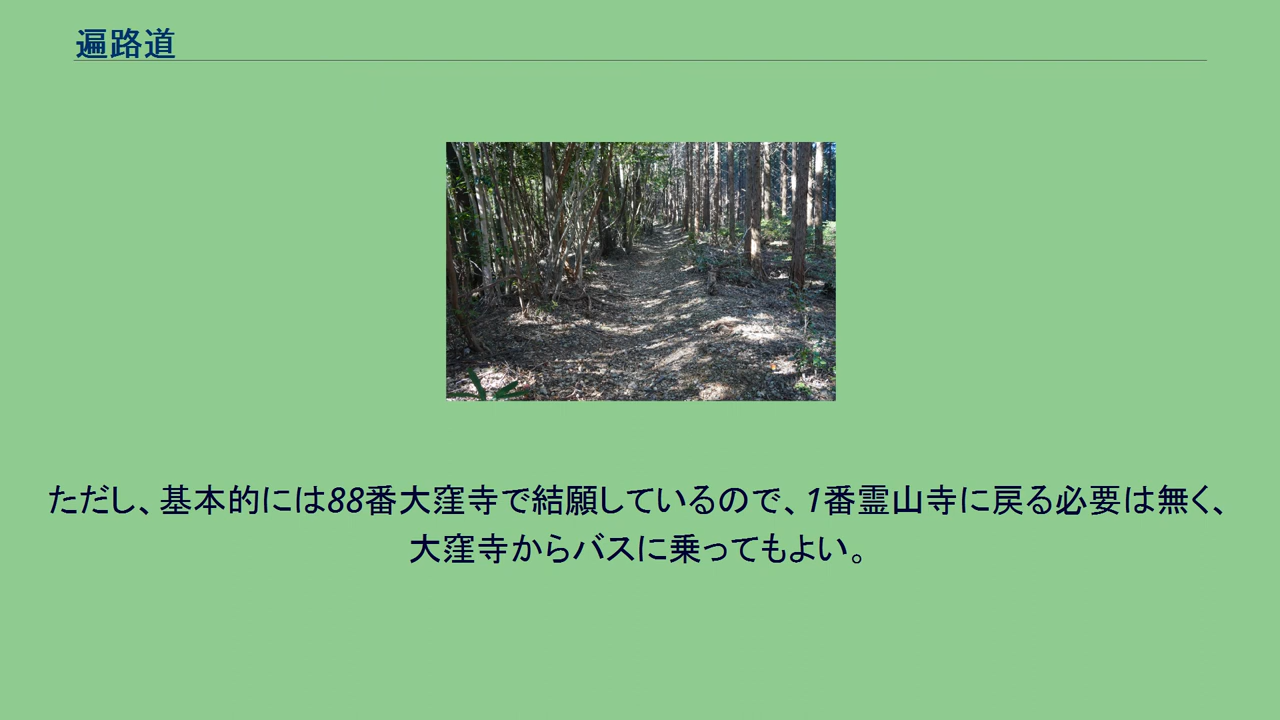 遍路道
ただし、基本的には88番大窪寺で結願しているので、1番霊山寺に戻る必要は無く、
大窪寺からバスに乗ってもよい。